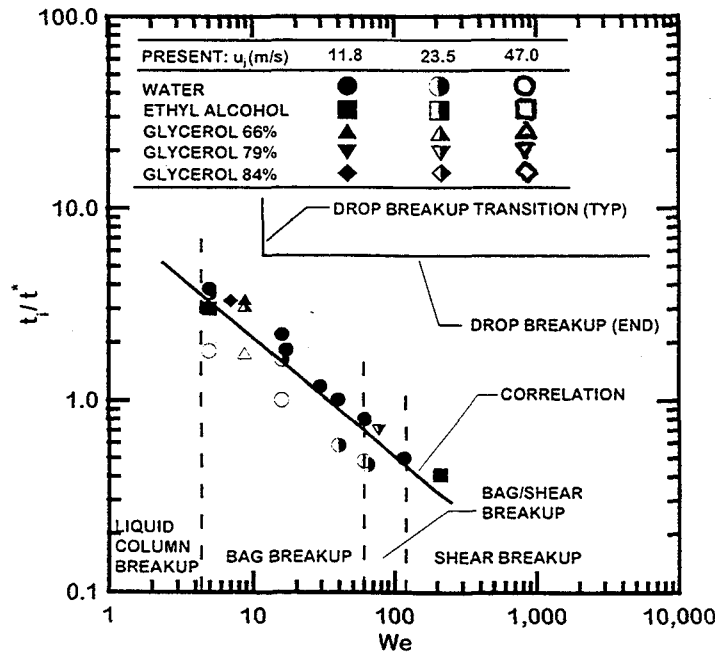 100.0
PRESENT: uj(m/s) 11.8 23.5 47.0
WATER
ETHYL ALCOHOL
GLYCEROL 66%
GLYCEROL 79%
GLYCEROL 84%
10.0
DROP BREAKUP TRANSITION (TYP)
DROP BREAKUP (END)
ti/t*
CORRELATION
1.0
BAG/SHEAR
BREAKUP
LIQUID
COLUMN
BREAKUP
BAG BREAKUP
SHEAR BREAKUP
0.1
1 10 100 1,000 10,000
We